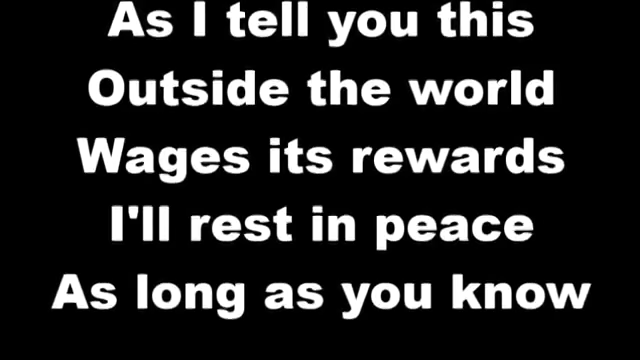 As I tell you this
Outside the world
Wages its rewards
I'll rest in peace
As long as you know